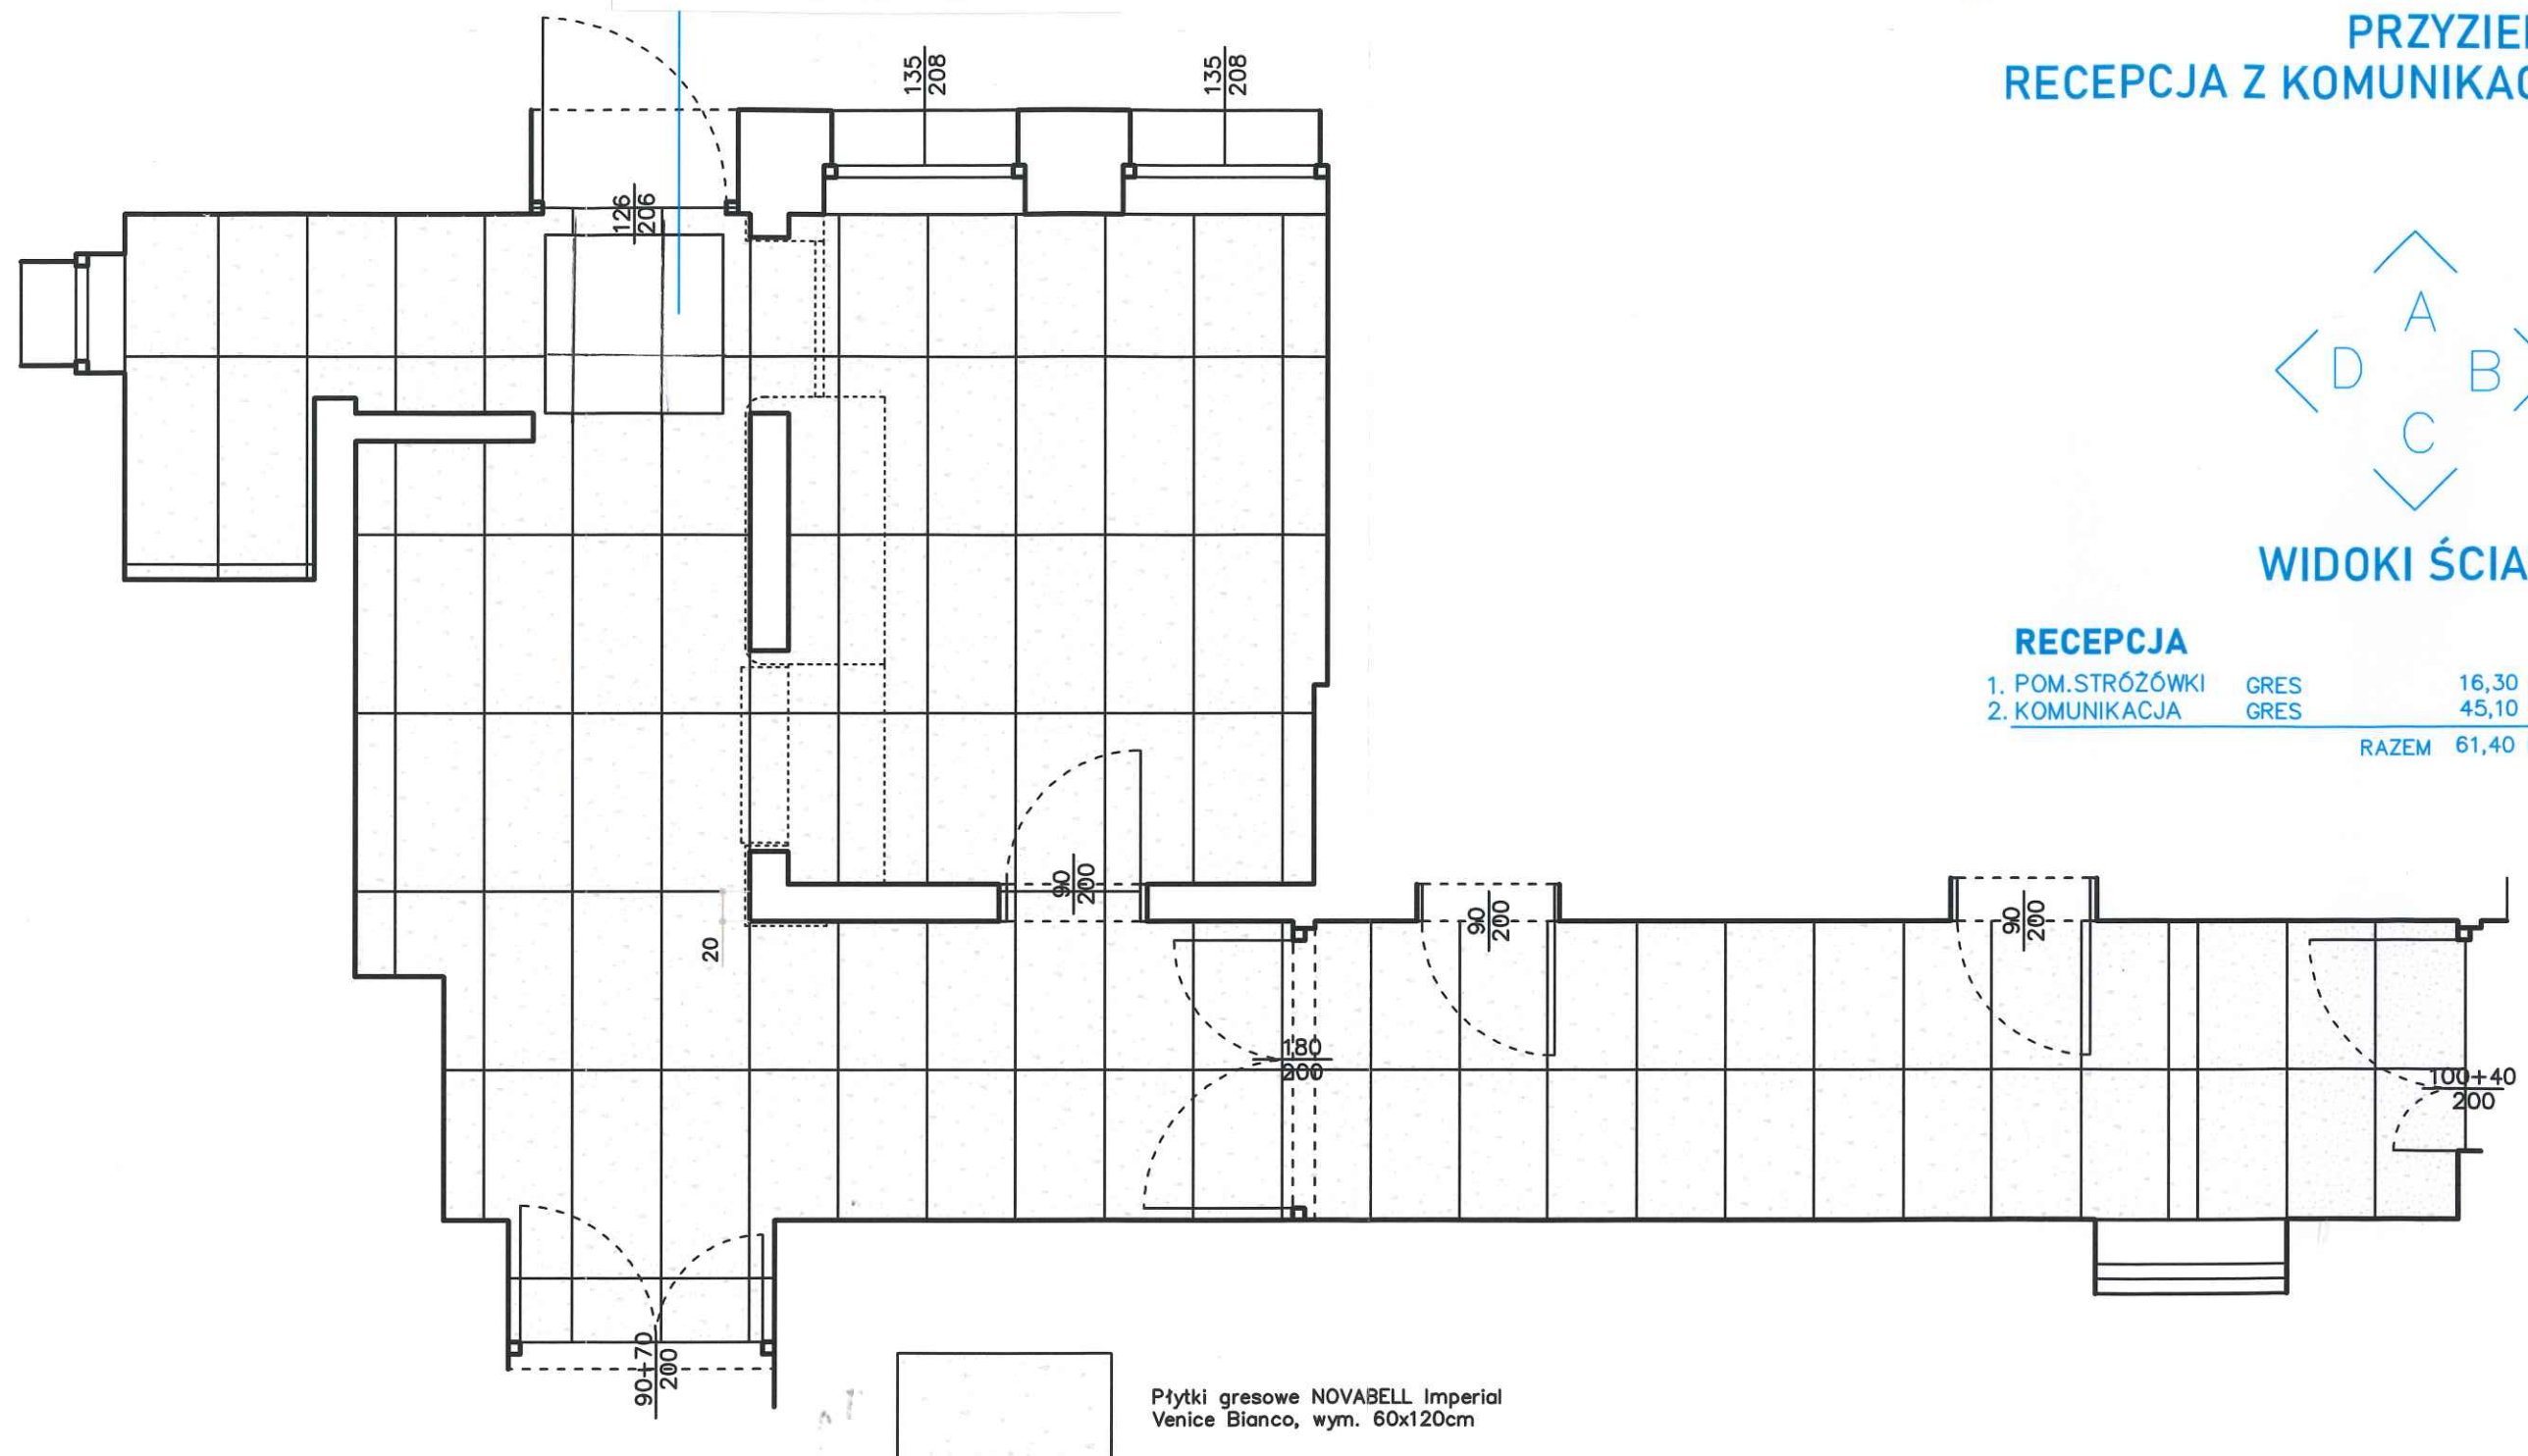 PRZYZIE
RECEPCJA Z KOMUNIKAC
135
208
135
208
126
206
A
D
B
C
WIDOKI ŚCIA
RECEPCJA
1. POM.STRÓŻÓWKI GRES 16,30
2. KOMUNIKACJA GRES 45,10
RAZEM 61,40
90
200
90
200
90
200
20
180
200
100+40
200
90+70
200
Płytki gresowe NOVABELL Imperial
Venice Bianco, wym. 60x120cm